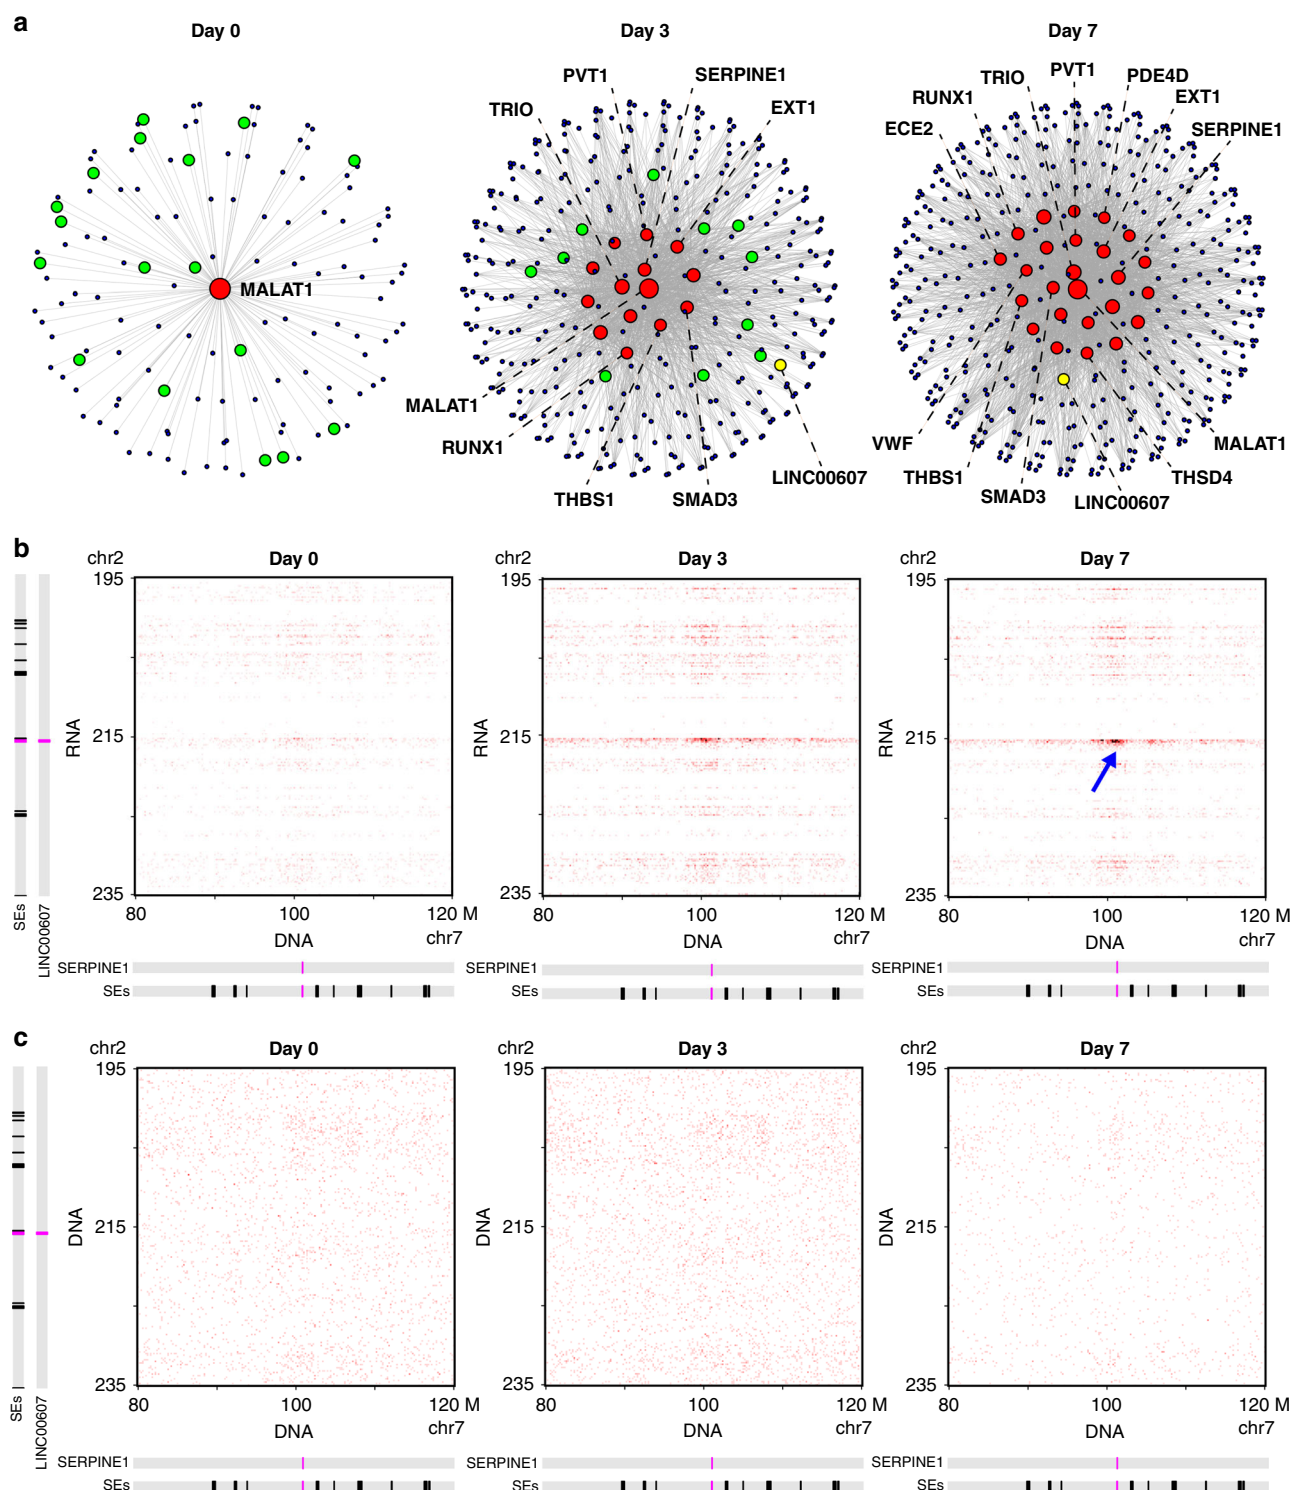 a
Day 0
Day 3
Day 7
MALAT1
PVT1
SERPINE1
TRIO
EXT1
MALAT1
RUNX1
THBS1
SMAD3
LINC00607
PVT1
TRIO
PDE4D
RUNX1
EXT1
ECE2
SERPINE1
VWF
MALAT1
THBS1
THSD4
SMAD3
LINC00607
b
chr2
Day 0
195
RNA
215
235
80
100
120 M
DNA
chr7
SEs
LINC00607
SERPINE1
SEs
chr2
Day 3
195
RNA
215
235
80
100
120 M
DNA
chr7
SERPINE1
SEs
chr2
Day 7
195
RNA
215
235
80
100
120 M
DNA
chr7
SERPINE1
SEs
c
chr2
Day 0
195
DNA
215
235
80
100
120 M
DNA
chr7
SEs
LINC00607
SERPINE1
SEs
chr2
Day 3
195
DNA
215
235
80
100
120 M
DNA
chr7
SERPINE1
SEs
chr2
Day 7
195
DNA
215
235
80
100
120 M
DNA
chr7
SERPINE1
SEs